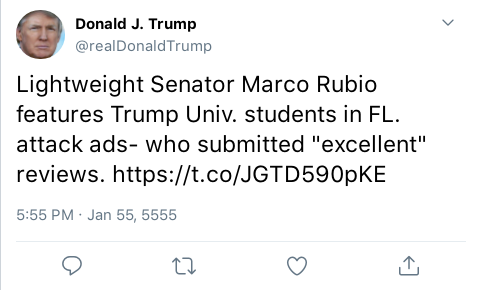 Donald J. Trump
@realDonaldTrump
Lightweight Senator Marco Rubio
features Trump Univ. students in FL.
attack ads- who submitted "excellent"
reviews. https://t.co/JGTD590pKE
5:55 PM · Jan 55, 5555